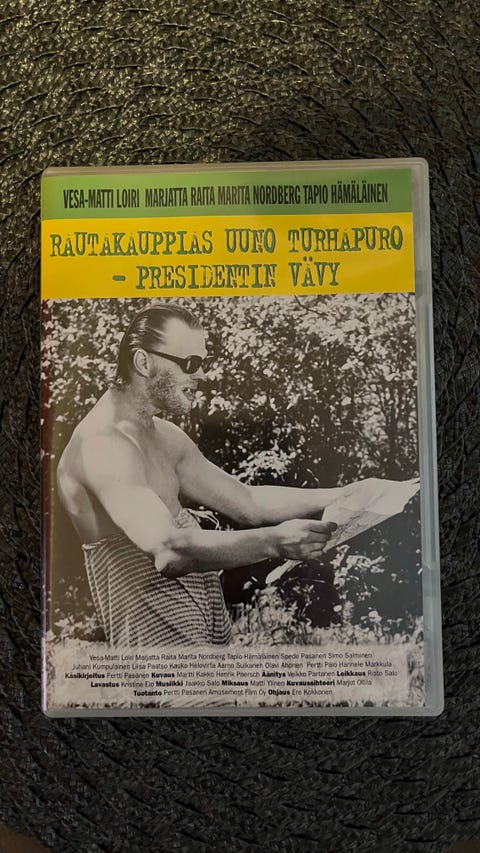 VESA-MATTI LOIRI MARJATTA RAITA MARITA NORDBERG TAPIO HÄMÄLÄINEN
RAUTAKAUPPIAS UUNO TURHAPURO
- PRESIDENTIN VÄVY
Vesa-Matti Loiri Marjatta Raita Marita Nordberg Tapio Hämäläinen Spede Pasanen Simo Salminen
Juhani Kumpulainen Liisa Paatso Kauko Helovirta Aarno Sulkanen Olavi Ahonen Pertti Palo Hannele Markkula
Käsikirjoitus Pertti Pasanen Kuvaus Martti Kakko Henrik Paersch Äänitys Veikko Partanen Leikkaus Risto Salo
Lavastus Kristine Elo Musiikki Jaakko Salo Miksaus Matti Ylinen Kuvaussihteeri Marjot Ollila
Tuotanto Pertti Pasanen Amusement Film Oy Ohjaus Ere Kokkonen